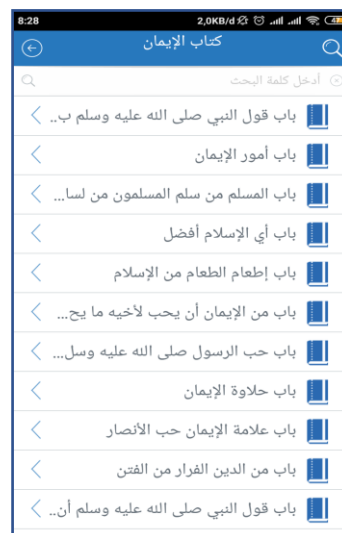 8:28 2,0KB/d
كتاب الإيمان
أدخل كلمة البحث
باب قول النبي صلى الله عليه وسلم ب..
باب أمور الإيمان
باب المسلم من سلم المسلمون من لسا...
باب أي الإسلام أفضل
باب إطعام الطعام من الإسلام
باب من الإيمان أن يحب لأخيه ما يح...
باب حب الرسول صلى الله عليه وسل...
باب حلاوة الإيمان
باب علامة الإيمان حب الأنصار
باب من الدين الفرار من الفتن
باب قول النبي صلى الله عليه وسلم أن..